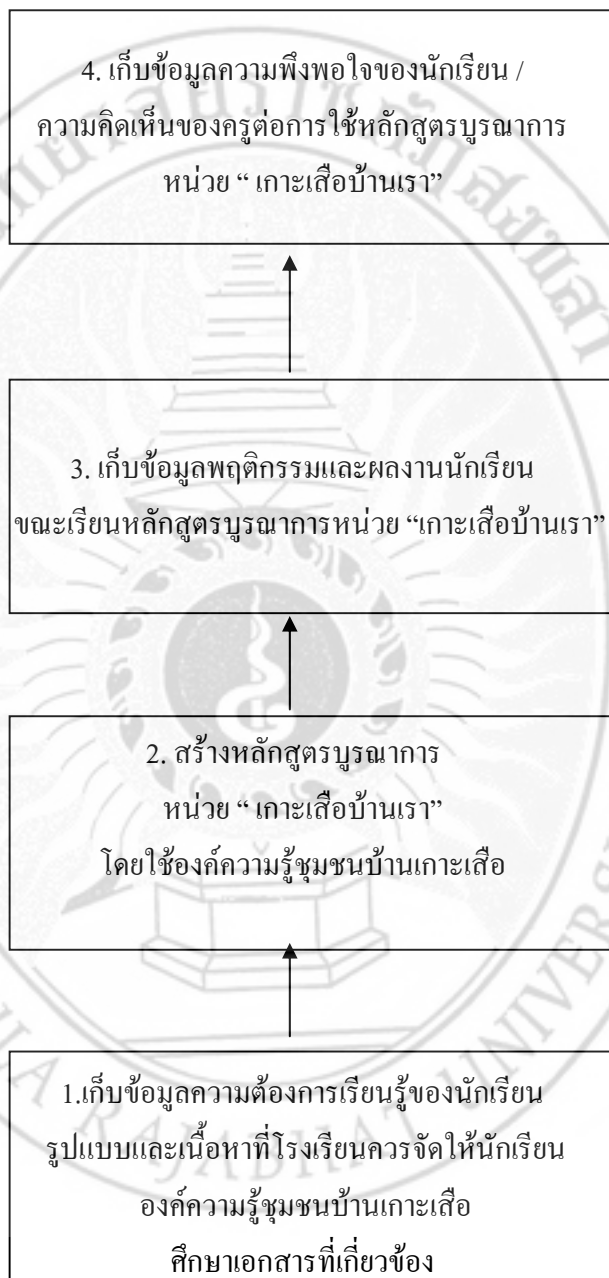 4. เก็บข้อมูลความพึงพอใจของนักเรียน /
ความคิดเห็นของครูต่อการใช้หลักสูตรบูรณาการ
หน่วย “ เกาะเสือบ้านเรา”
3. เก็บข้อมูลพฤติกรรมและผลงานนักเรียน
ขณะเรียนหลักสูตรบูรณาการหน่วย “เกาะเสือบ้านเรา”
2. สร้างหลักสูตรบูรณาการ
หน่วย “ เกาะเสือบ้านเรา”
โดยใช้องค์ความรู้ชุมชนบ้านเกาะเสือ
1.เก็บข้อมูลความต้องการเรียนรู้ของนักเรียน
รูปแบบและเนื้อหาที่โรงเรียนควรจัดให้นักเรียน
องค์ความรู้ชุมชนบ้านเกาะเสือ
ศึกษาเอกสารที่เกี่ยวข้อง
RAJABHAT